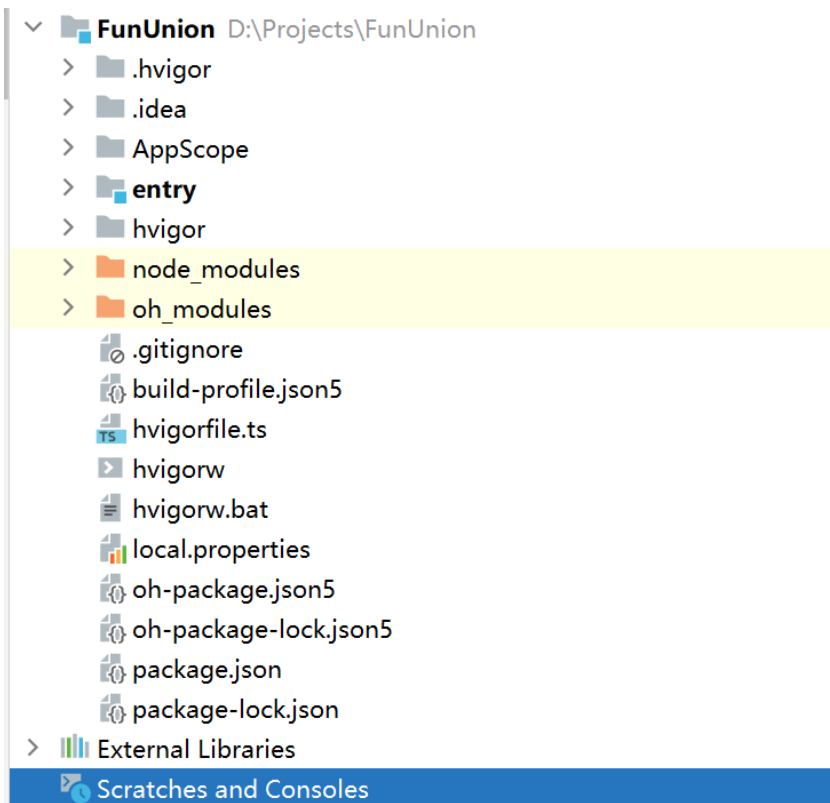 FunUnion D:\Projects\FunUnion
.hvigor
.idea
AppScope
entry
hvigor
node_modules
oh_modules
.gitignore
build-profile.json5
TS hvigorfile.ts
hvigorw
hvigorw.bat
local.properties
oh-package.json5
oh-package-lock.json5
package.json
package-lock.json
External Libraries
Scratches and Consoles